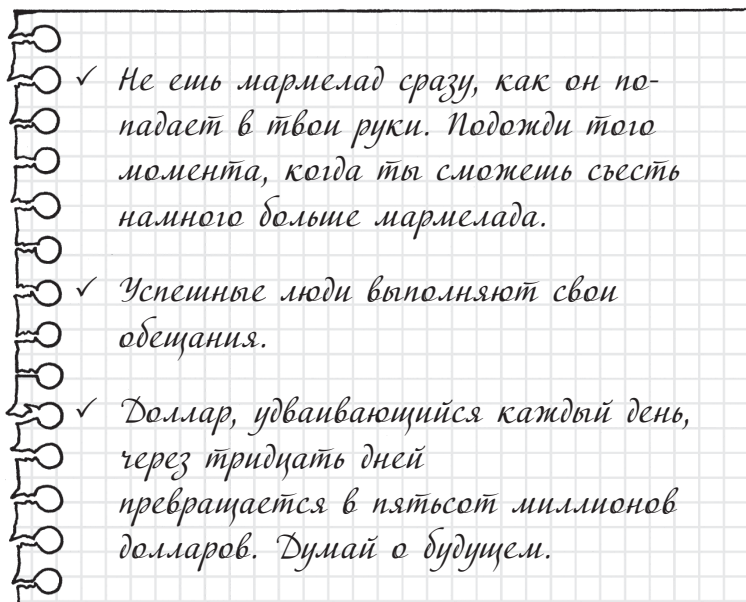 ✓ Не ешь мармелад сразу, как он по-
падает в твои руки. Подожди того
момента, когда ты сможешь съесть
намного больше мармелада.
✓ Успешные люди выполняют свои
обещания.
✓ Доллар, удваивающийся каждый день,
через тридцать дней
превращается в пятьсот миллионов
долларов. Думай о будущем.